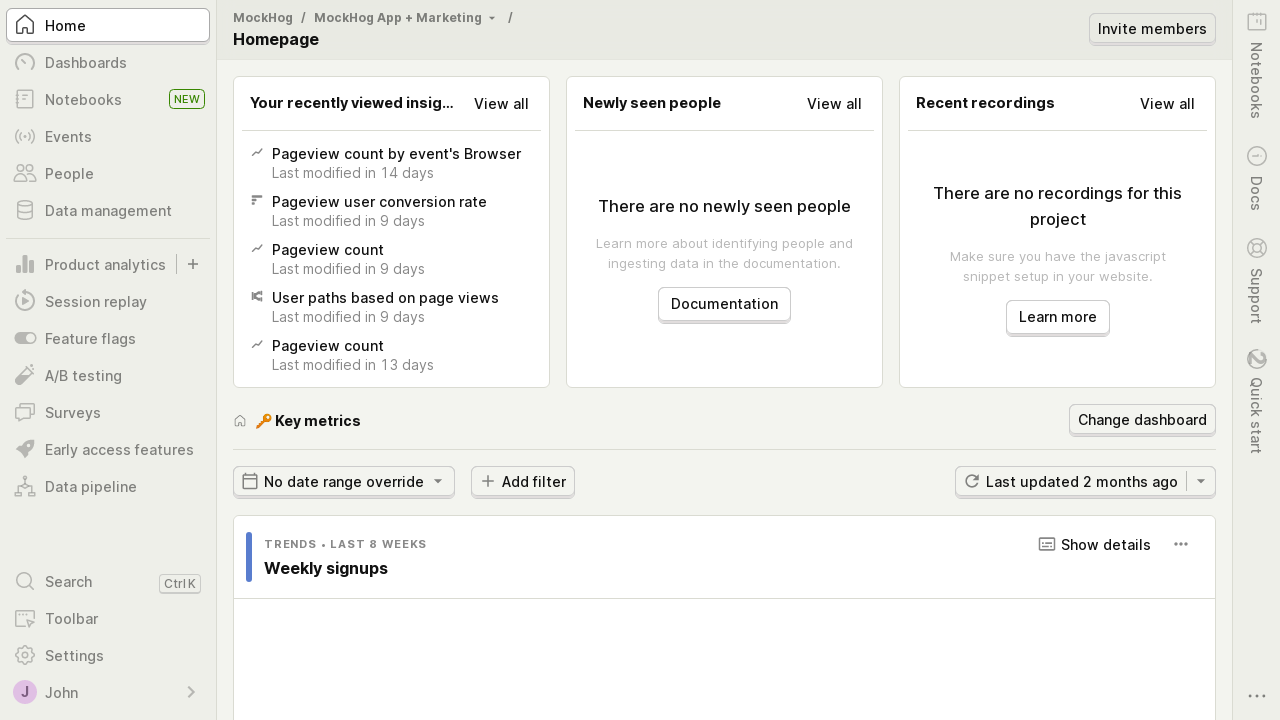 Home
Dashboards
Notebooks
NEW
Events
People
Data management
Product analytics
Session replay
Feature flags
A/B testing
Surveys
Early access features
Data pipeline
Search
Ctrl K
Toolbar
Settings
J
John
MockHog / MockHog App + Marketing /
Homepage
Invite members
Your recently viewed insig...
View all
Pageview count by event's Browser
Last modified in 14 days
Pageview user conversion rate
Last modified in 9 days
Pageview count
Last modified in 9 days
User paths based on page views
Last modified in 9 days
Pageview count
Last modified in 13 days
Newly seen people
View all
There are no newly seen people
Learn more about identifying people and
ingesting data in the documentation.
Documentation
Recent recordings
View all
There are no recordings for this
project
Make sure you have the javascript
snippet setup in your website.
Learn more
🔑 Key metrics
Change dashboard
No date range override
Add filter
Last updated 2 months ago
TRENDS • LAST 8 WEEKS
Weekly signups
Show details
Notebooks
Docs
Support
Quick start